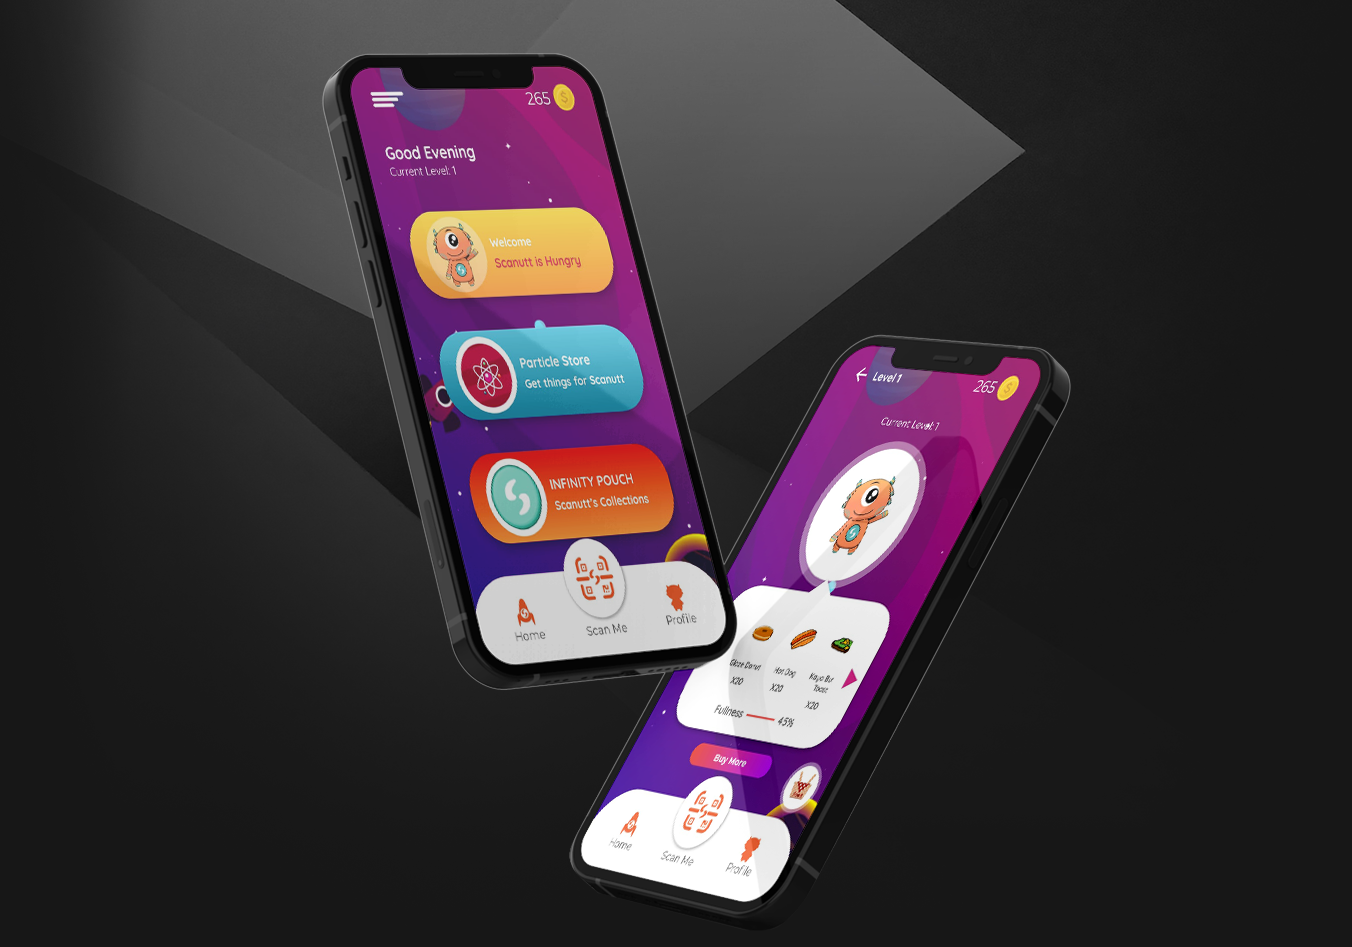 265
Good Evening
Current Level: 1
Welcome
Scanutt is Hungry
Particle Store
Get things for Scanutt
INFINITY POUCH
Scanutt's Collections
Home
Scan Me
Profile
Level 1
265
Current Level: 1
Glaze Donut
X20
Hot Dog
X20
Toast
X20
Fullness 45%
Buy More
Home
Scan Me
Profile